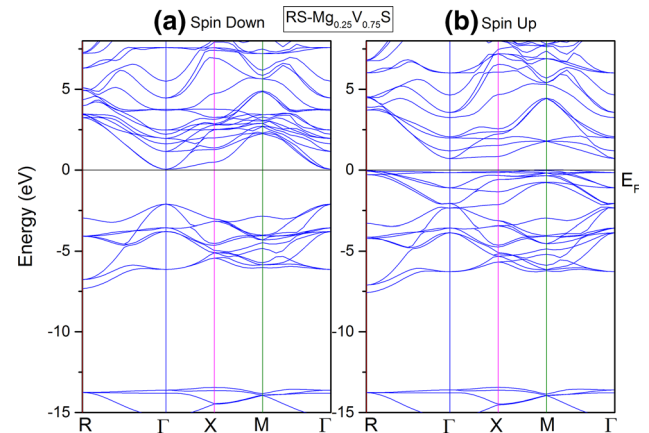 (a) Spin Down
RS-Mg0.25V0.75S
(b) Spin Up
Energy (eV)
5
0
-5
-10
-15
5
0
-5
-10
-15
EF
R Γ X M Γ
R Γ X M Γ